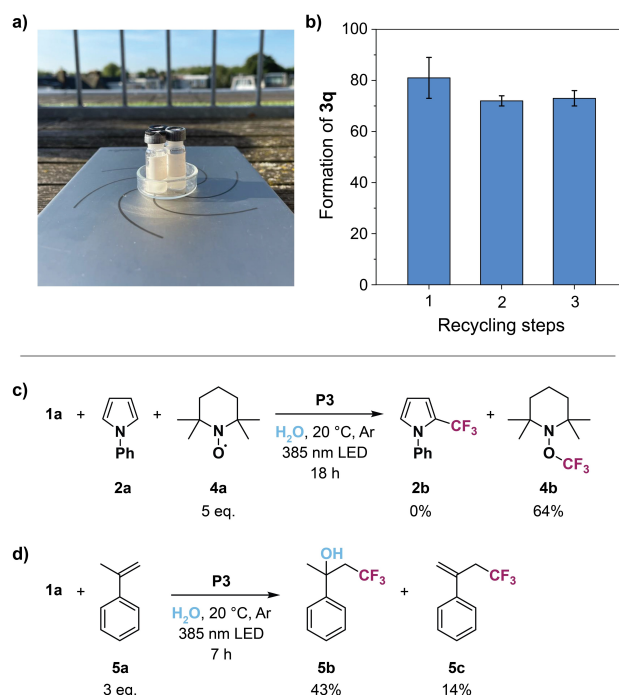 a)
b)
Formation of 3q
100
80
60
40
20
0
1 2 3
Recycling steps
c)
1a + + P3 +
N Ph
N O•
H₂O, 20 °C, Ar
385 nm LED
18 h
N Ph CF₃
N O CF₃
2a 4a 2b 4b
5 eq. 0% 64%
d)
1a + P3 +
H₂O, 20 °C, Ar
385 nm LED
7 h
OH CF₃
CF₃
5a 5b 5c
3 eq. 43% 14%